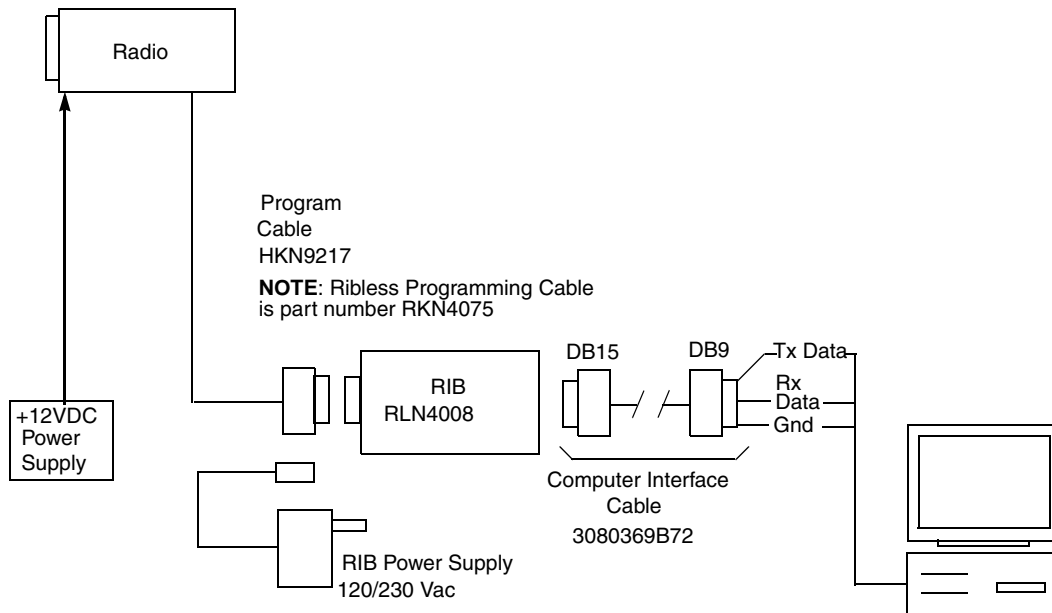 Radio
Program
Cable
HKN9217
NOTE: Ribless Programming Cable
is part number RKN4075
+12VDC
Power
Supply
RIB
RLN4008
DB15
DB9
Tx Data
Rx
Data
Gnd
Computer Interface
Cable
3080369B72
RIB Power Supply
120/230 Vac